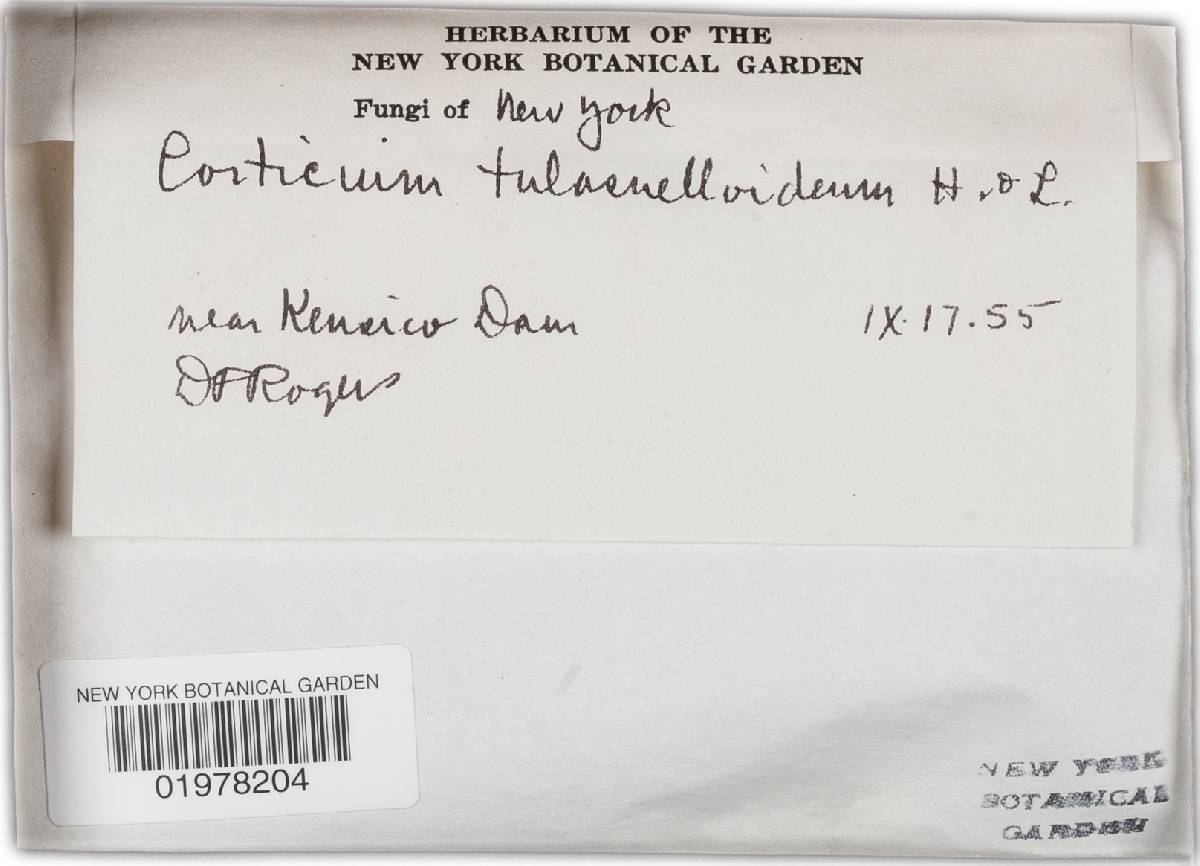 HERBARIUM OF THE
NEW YORK BOTANICAL GARDEN
Fungi of New York
Corticium tulasnelloideum H. & L.
near Kensico Dam IX.17.55
DPRogers
NEW YORK BOTANICAL GARDEN
01978204
NEW YORK
BOTANICAL
GARDEN